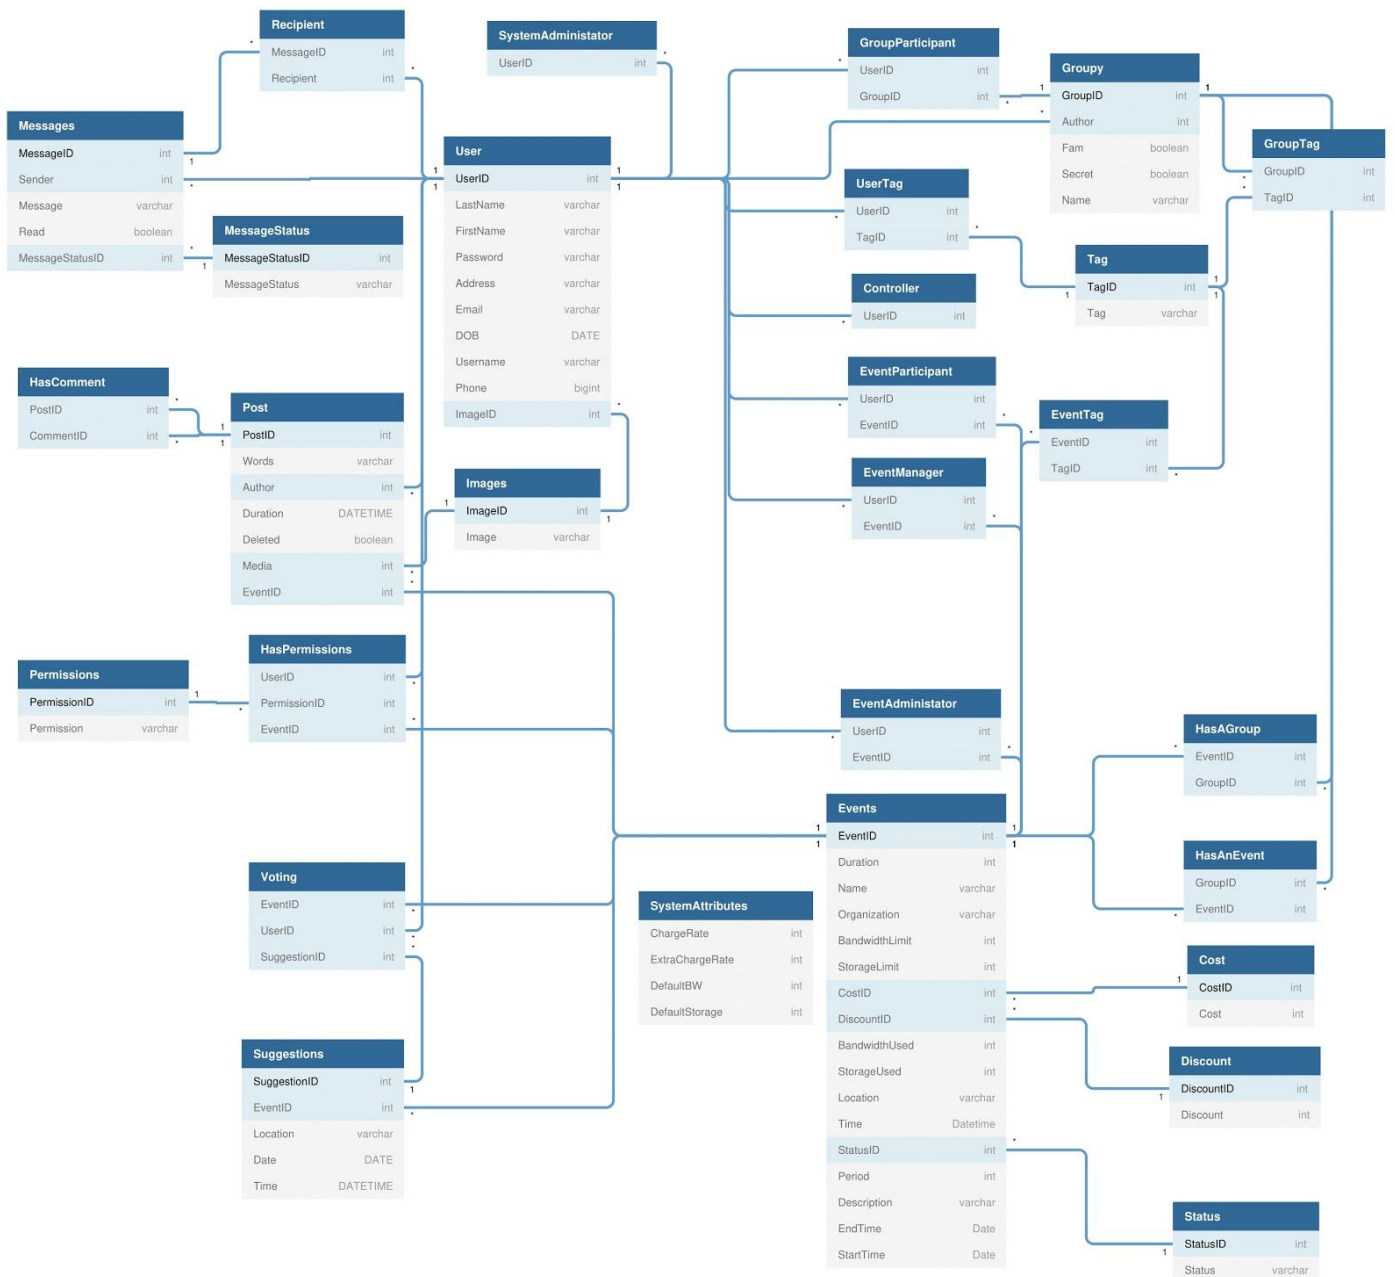 Recipient
MessageID int
Recipient int
SystemAdministator
UserID int
GroupParticipant
UserID int
GroupID int
Groupy
GroupID int
Author int
Fam boolean
Secret boolean
Name varchar
Messages
MessageID int
Sender int
Message varchar
Read boolean
MessageStatusID int
GroupTag
GroupID int
TagID int
User
UserID int
LastName varchar
FirstName varchar
Password varchar
Address varchar
Email varchar
DOB DATE
Username varchar
Phone bigint
ImageID int
UserTag
UserID int
TagID int
MessageStatus
MessageStatusID int
MessageStatus varchar
Tag
TagID int
Tag varchar
Controller
UserID int
HasComment
PostID int
CommentID int
EventParticipant
UserID int
EventID int
Post
PostID int
Words varchar
Author int
Duration DATETIME
Deleted boolean
Media int
EventID int
EventTag
EventID int
TagID int
EventManager
UserID int
EventID int
Images
ImageID int
Image varchar
HasPermissions
UserID int
PermissionID int
EventID int
Permissions
PermissionID int
Permission varchar
EventAdministator
UserID int
EventID int
HasAGroup
EventID int
GroupID int
Events
EventID int
Duration int
Name varchar
Organization varchar
BandwidthLimit int
StorageLimit int
CostID int
DiscountID int
BandwidthUsed int
StorageUsed int
Location varchar
Time Datetime
StatusID int
Period int
Description varchar
EndTime Date
StartTime Date
HasAnEvent
GroupID int
EventID int
Voting
EventID int
UserID int
SuggestionID int
SystemAttributes
ChargeRate int
ExtraChargeRate int
DefaultBW int
DefaultStorage int
Cost
CostID int
Cost int
Suggestions
SuggestionID int
EventID int
Location varchar
Date DATE
Time DATETIME
Discount
DiscountID int
Discount int
Status
StatusID int
Status varchar